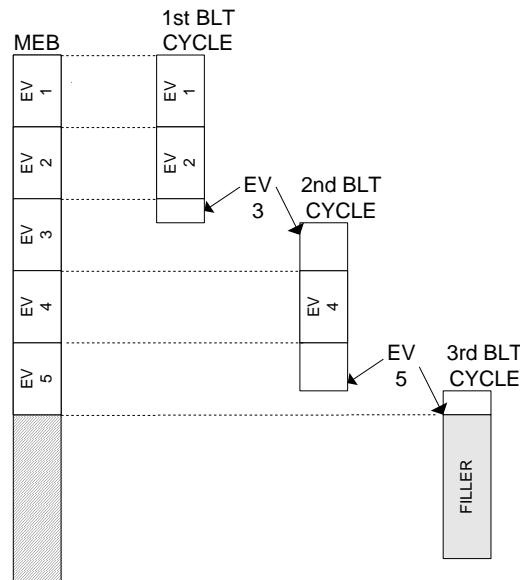 1st BLT
CYCLE
MEB
EV
1
EV
1
EV
2
EV
2
EV
3
2nd BLT
CYCLE
EV
3
EV
4
EV
4
EV
5
3rd BLT
CYCLE
EV
5
FILLER